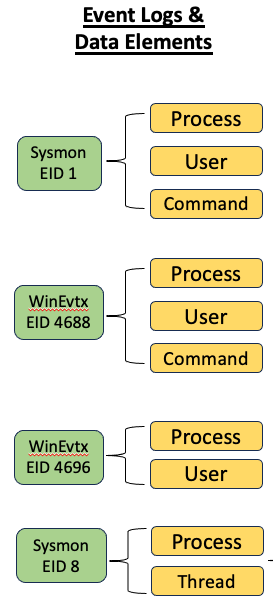 Event Logs &
Data Elements
Sysmon
EID 1
Process
User
Command
WinEvtx
EID 4688
Process
User
Command
WinEvtx
EID 4696
Process
User
Sysmon
EID 8
Process
Thread